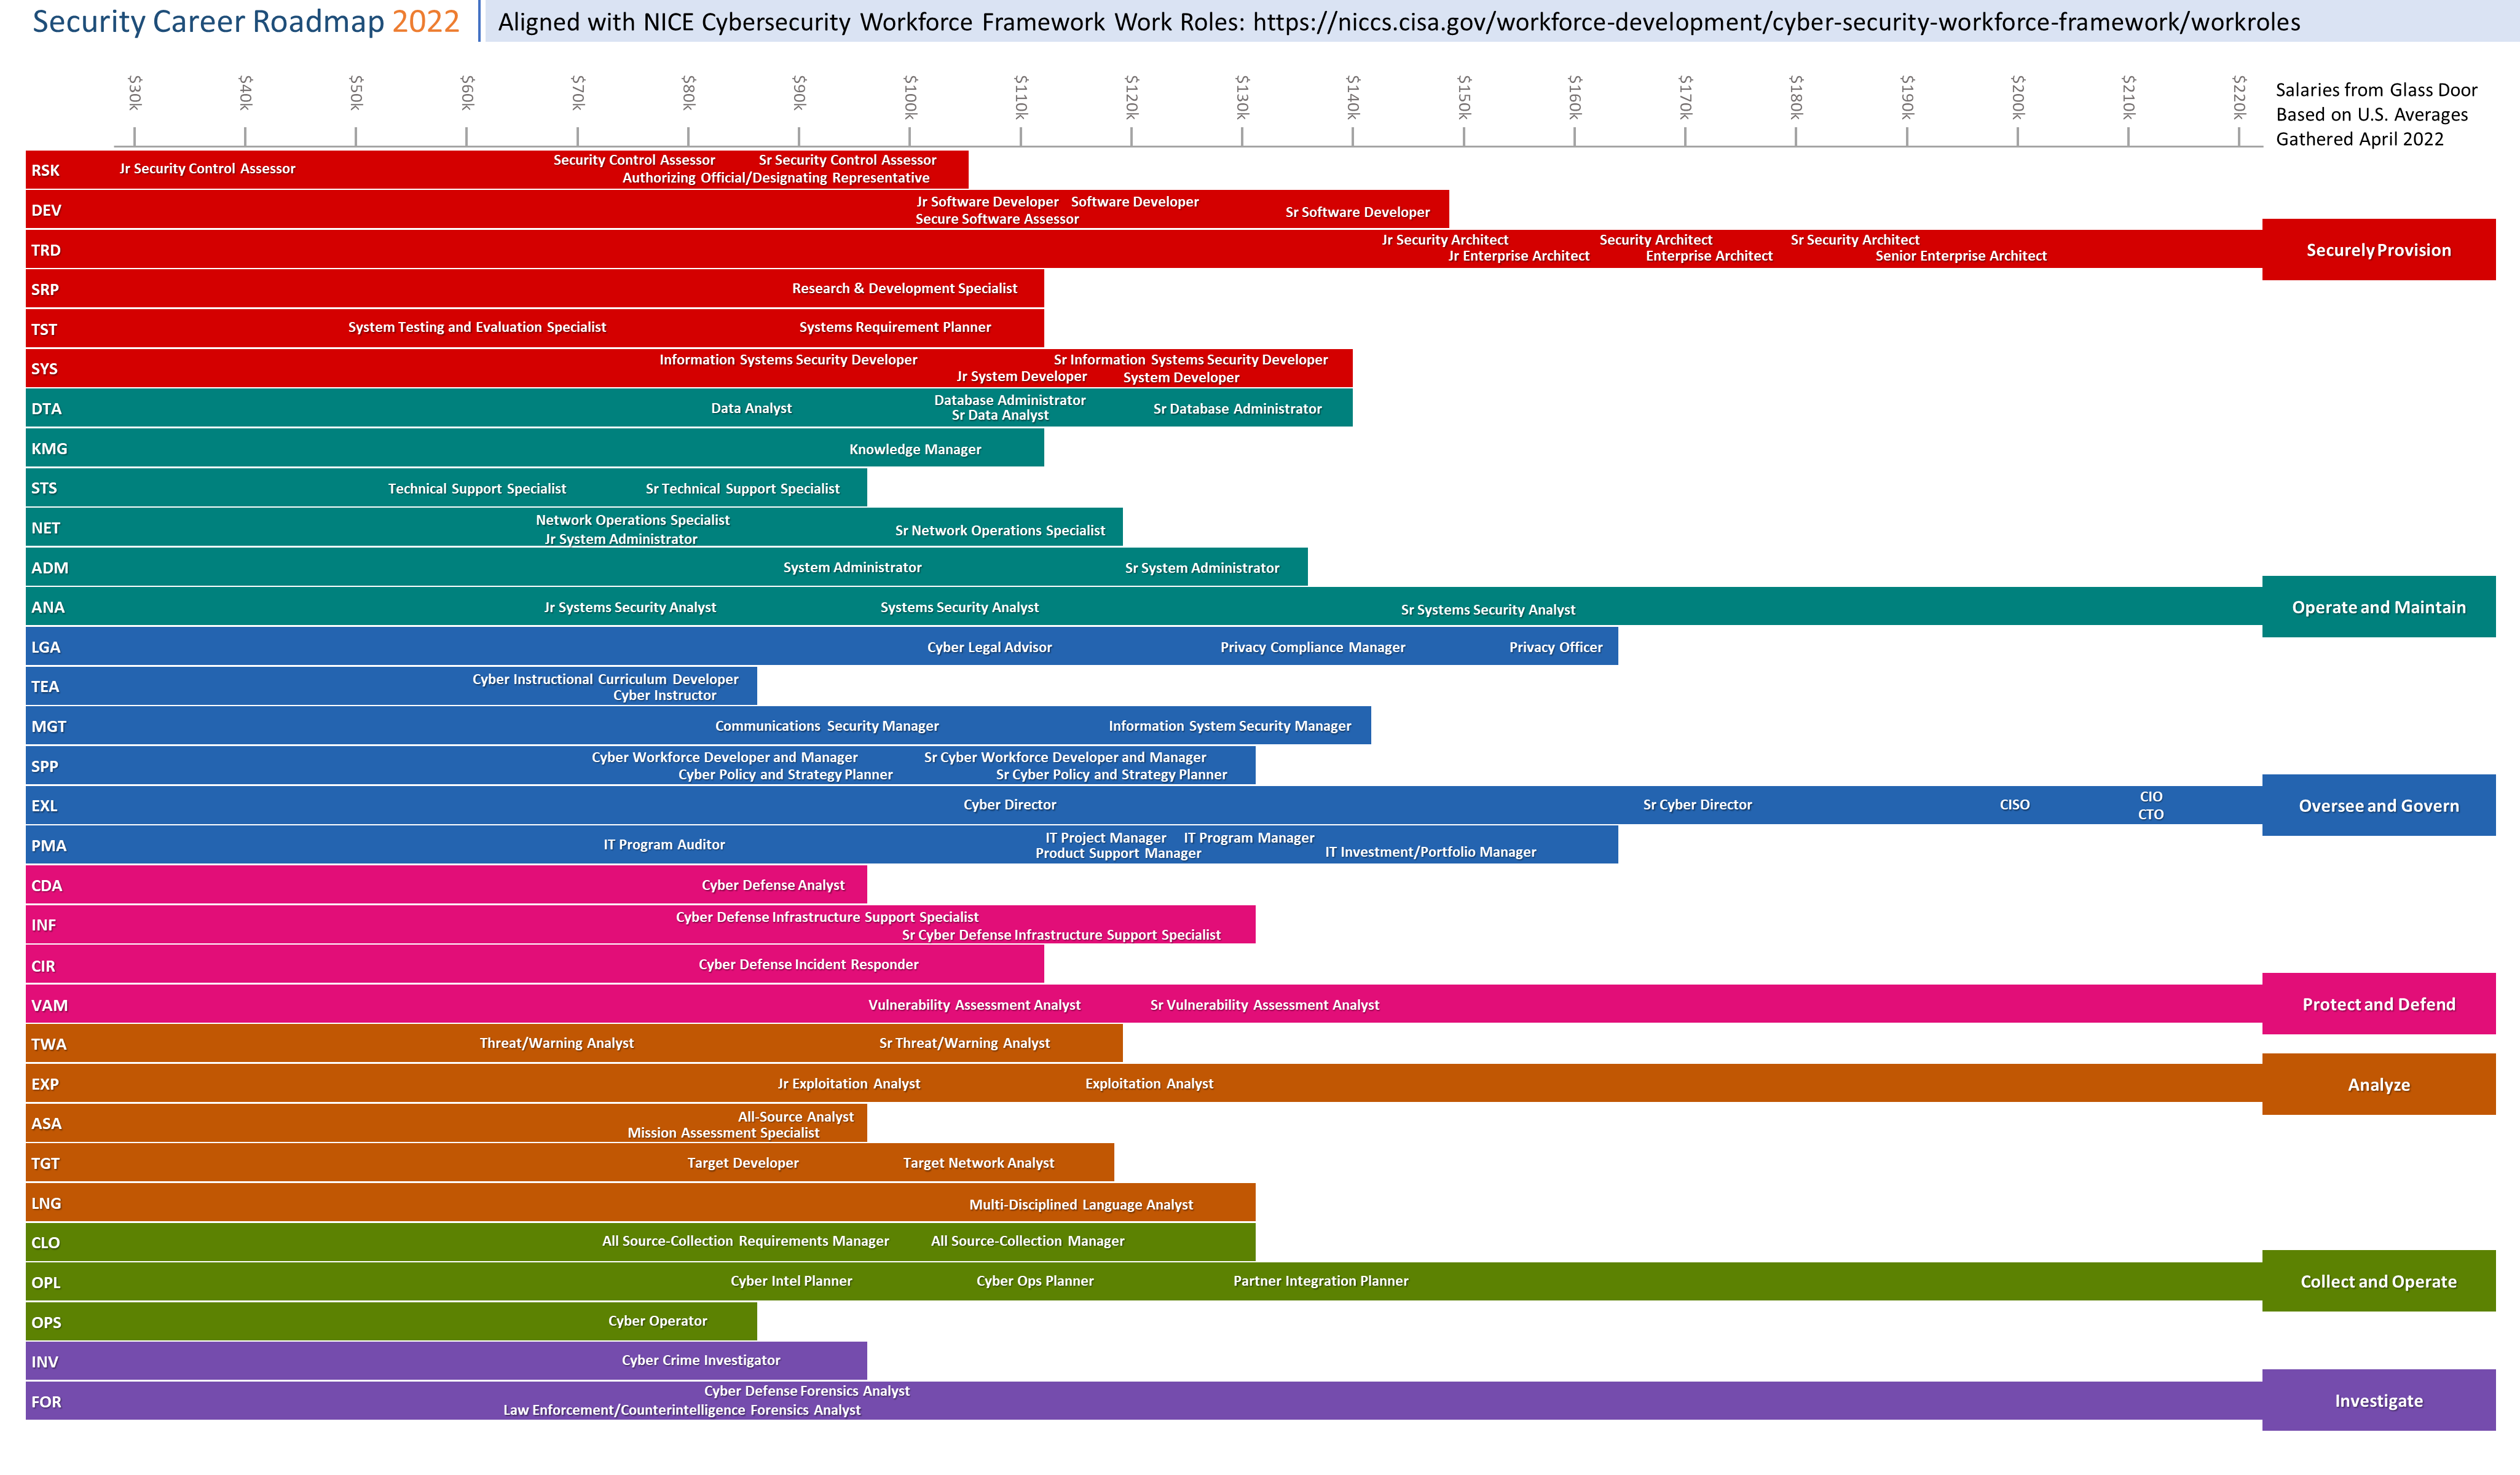 Security Career Roadmap 2022
Aligned with NICE Cybersecurity Workforce Framework Work Roles: https://niccs.cisa.gov/workforce-development/cyber-security-workforce-framework/workroles
$30k $40k $50k $60k $70k $80k $90k $100k $110k $120k $130k $140k $150k $160k $170k $180k $190k $200k $210k $220k
Salaries from Glass Door
Based on U.S. Averages
Gathered April 2022
RSK
Jr Security Control Assessor
Security Control Assessor
Sr Security Control Assessor
Authorizing Official/Designating Representative
DEV
Jr Software Developer
Software Developer
Secure Software Assessor
Sr Software Developer
TRD
Jr Security Architect
Security Architect
Sr Security Architect
Jr Enterprise Architect
Enterprise Architect
Senior Enterprise Architect
Securely Provision
SRP
Research & Development Specialist
TST
System Testing and Evaluation Specialist
Systems Requirement Planner
SYS
Information Systems Security Developer
Sr Information Systems Security Developer
Jr System Developer
System Developer
DTA
Data Analyst
Database Administrator
Sr Data Analyst
Sr Database Administrator
KMG
Knowledge Manager
STS
Technical Support Specialist
Sr Technical Support Specialist
NET
Network Operations Specialist
Jr System Administrator
Sr Network Operations Specialist
ADM
System Administrator
Sr System Administrator
ANA
Jr Systems Security Analyst
Systems Security Analyst
Sr Systems Security Analyst
Operate and Maintain
LGA
Cyber Legal Advisor
Privacy Compliance Manager
Privacy Officer
TEA
Cyber Instructional Curriculum Developer
Cyber Instructor
MGT
Communications Security Manager
Information System Security Manager
SPP
Cyber Workforce Developer and Manager
Sr Cyber Workforce Developer and Manager
Cyber Policy and Strategy Planner
Sr Cyber Policy and Strategy Planner
EXL
Cyber Director
Sr Cyber Director
CISO
CIO
CTO
Oversee and Govern
PMA
IT Program Auditor
IT Project Manager
IT Program Manager
Product Support Manager
IT Investment/Portfolio Manager
CDA
Cyber Defense Analyst
INF
Cyber Defense Infrastructure Support Specialist
Sr Cyber Defense Infrastructure Support Specialist
CIR
Cyber Defense Incident Responder
VAM
Vulnerability Assessment Analyst
Sr Vulnerability Assessment Analyst
Protect and Defend
TWA
Threat/Warning Analyst
Sr Threat/Warning Analyst
EXP
Jr Exploitation Analyst
Exploitation Analyst
Analyze
ASA
All-Source Analyst
Mission Assessment Specialist
TGT
Target Developer
Target Network Analyst
LNG
Multi-Disciplined Language Analyst
CLO
All Source-Collection Requirements Manager
All Source-Collection Manager
OPL
Cyber Intel Planner
Cyber Ops Planner
Partner Integration Planner
Collect and Operate
OPS
Cyber Operator
INV
Cyber Crime Investigator
FOR
Cyber Defense Forensics Analyst
Law Enforcement/Counterintelligence Forensics Analyst
Investigate